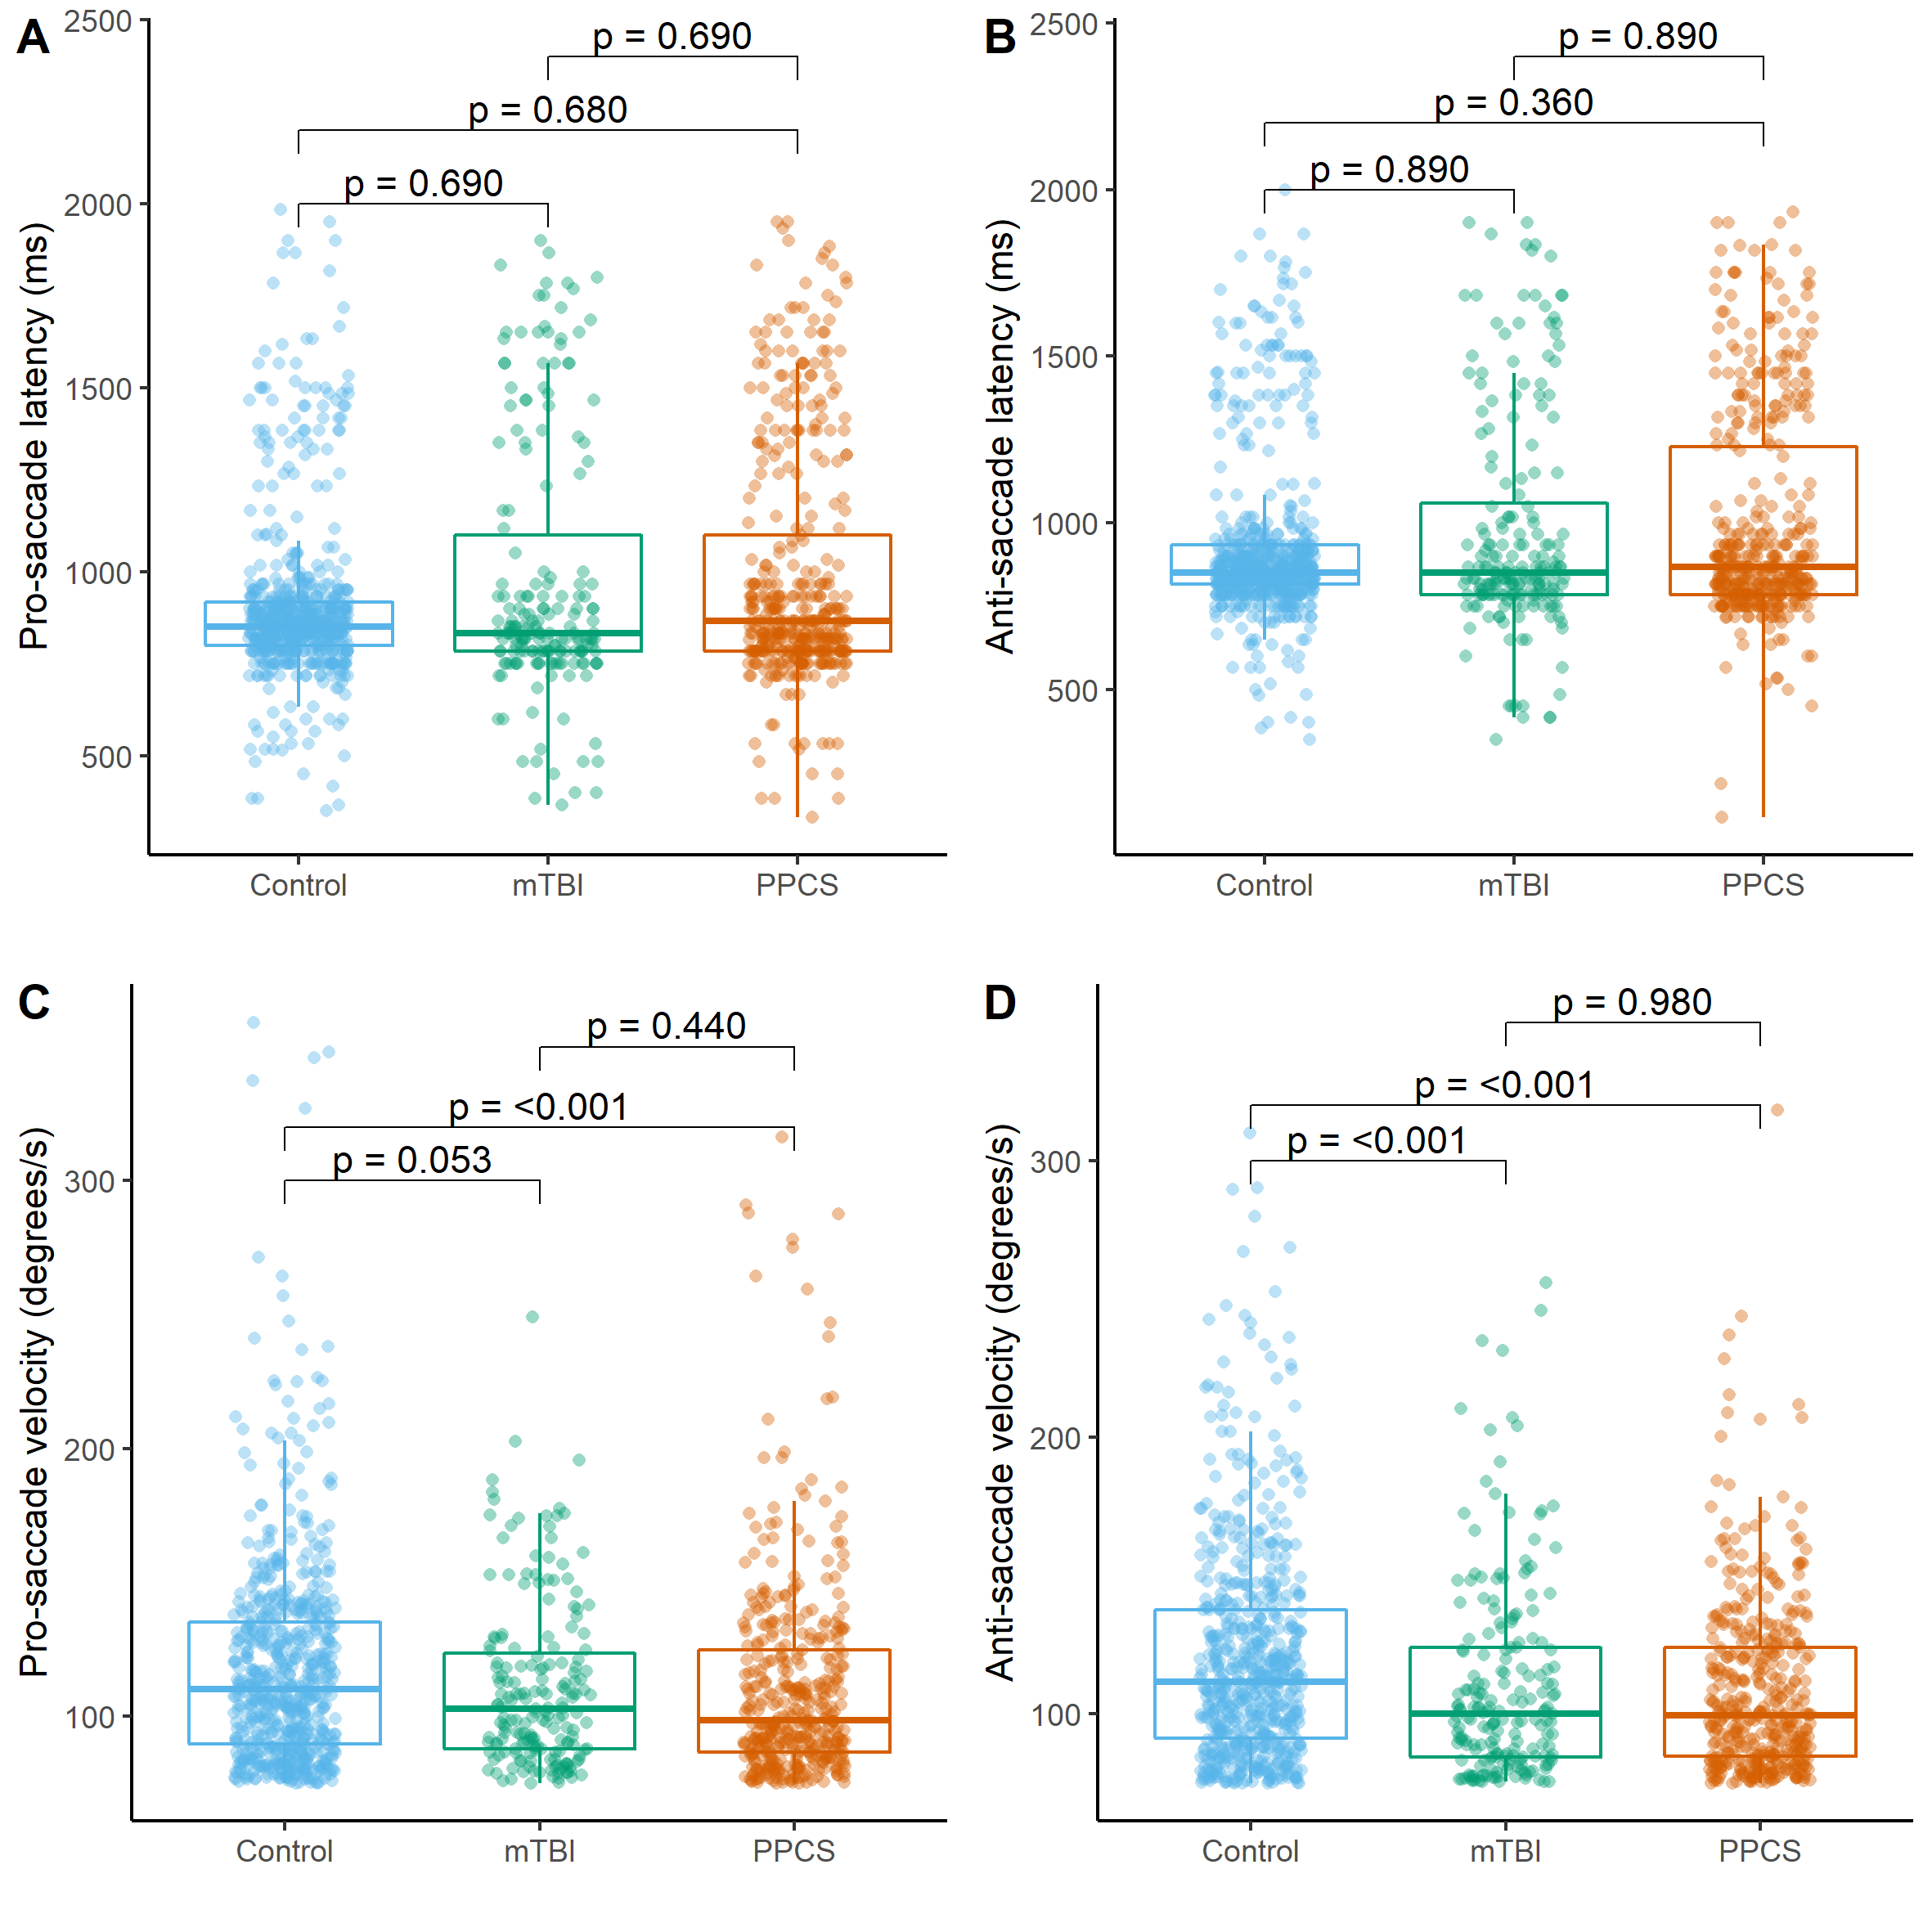 A
Pro-saccade latency (ms)
2500
2000
1500
1000
500
p = 0.690
p = 0.680
p = 0.690
Control
mTBI
PPCS
B
Anti-saccade latency (ms)
2500
2000
1500
1000
500
p = 0.890
p = 0.360
p = 0.890
Control
mTBI
PPCS
C
Pro-saccade velocity (degrees/s)
300
200
100
p = 0.440
p = <0.001
p = 0.053
Control
mTBI
PPCS
D
Anti-saccade velocity (degrees/s)
300
200
100
p = 0.980
p = <0.001
p = <0.001
Control
mTBI
PPCS